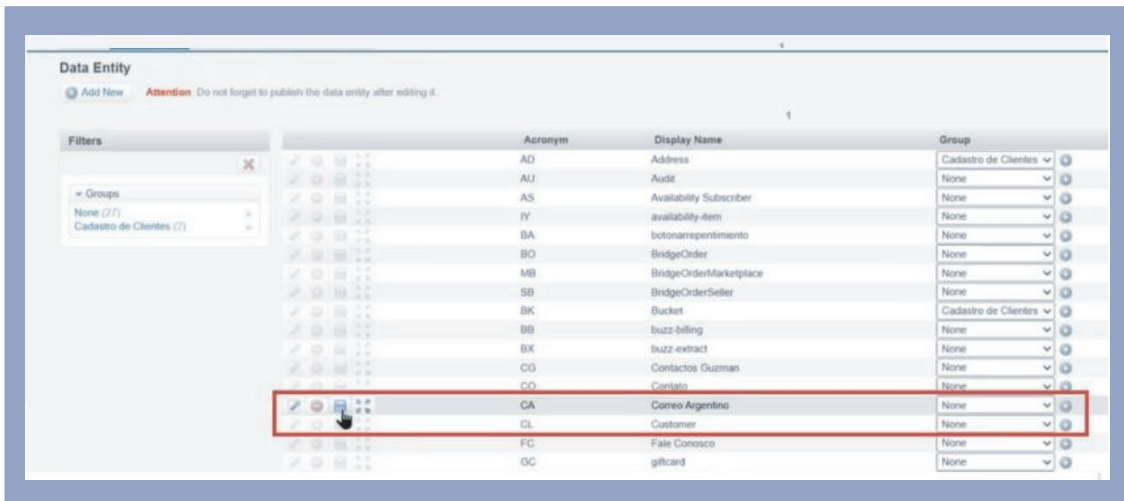 Data Entity
Add New Attention: Do not forget to publish the data entity after editing it.
1
Filters
Groups
None (27)
Cadastro de Clientes (2)
Acronym Display Name Group
AD Address Cadastro de Clientes
AU Audit None
AS Availability Subscriber None
IY availability-item None
BA botonarrepentimiento None
BO BridgeOrder None
MB BridgeOrderMarketplace None
SB BridgeOrderSeller None
BK Bucket Cadastro de Clientes
BB buzz-billing None
BX buzz-extract None
CG Contactos Guzman None
CO Contato None
CA Correo Argentino None
CL Customer None
FC Fale Conosco None
GC giftcard None